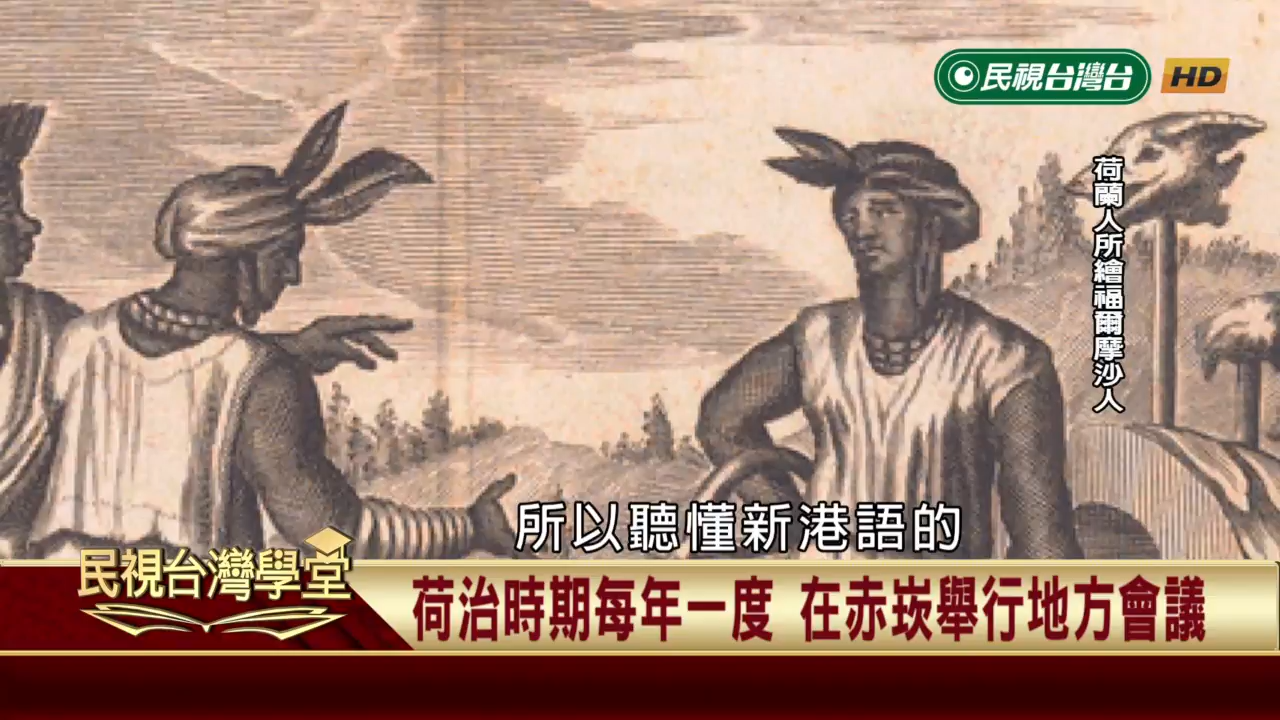 民視台灣台
HD
荷蘭人所繪福爾摩沙人
所以聽懂新港語的
民視台灣學堂
荷治時期每年一度 在赤崁舉行地方會議